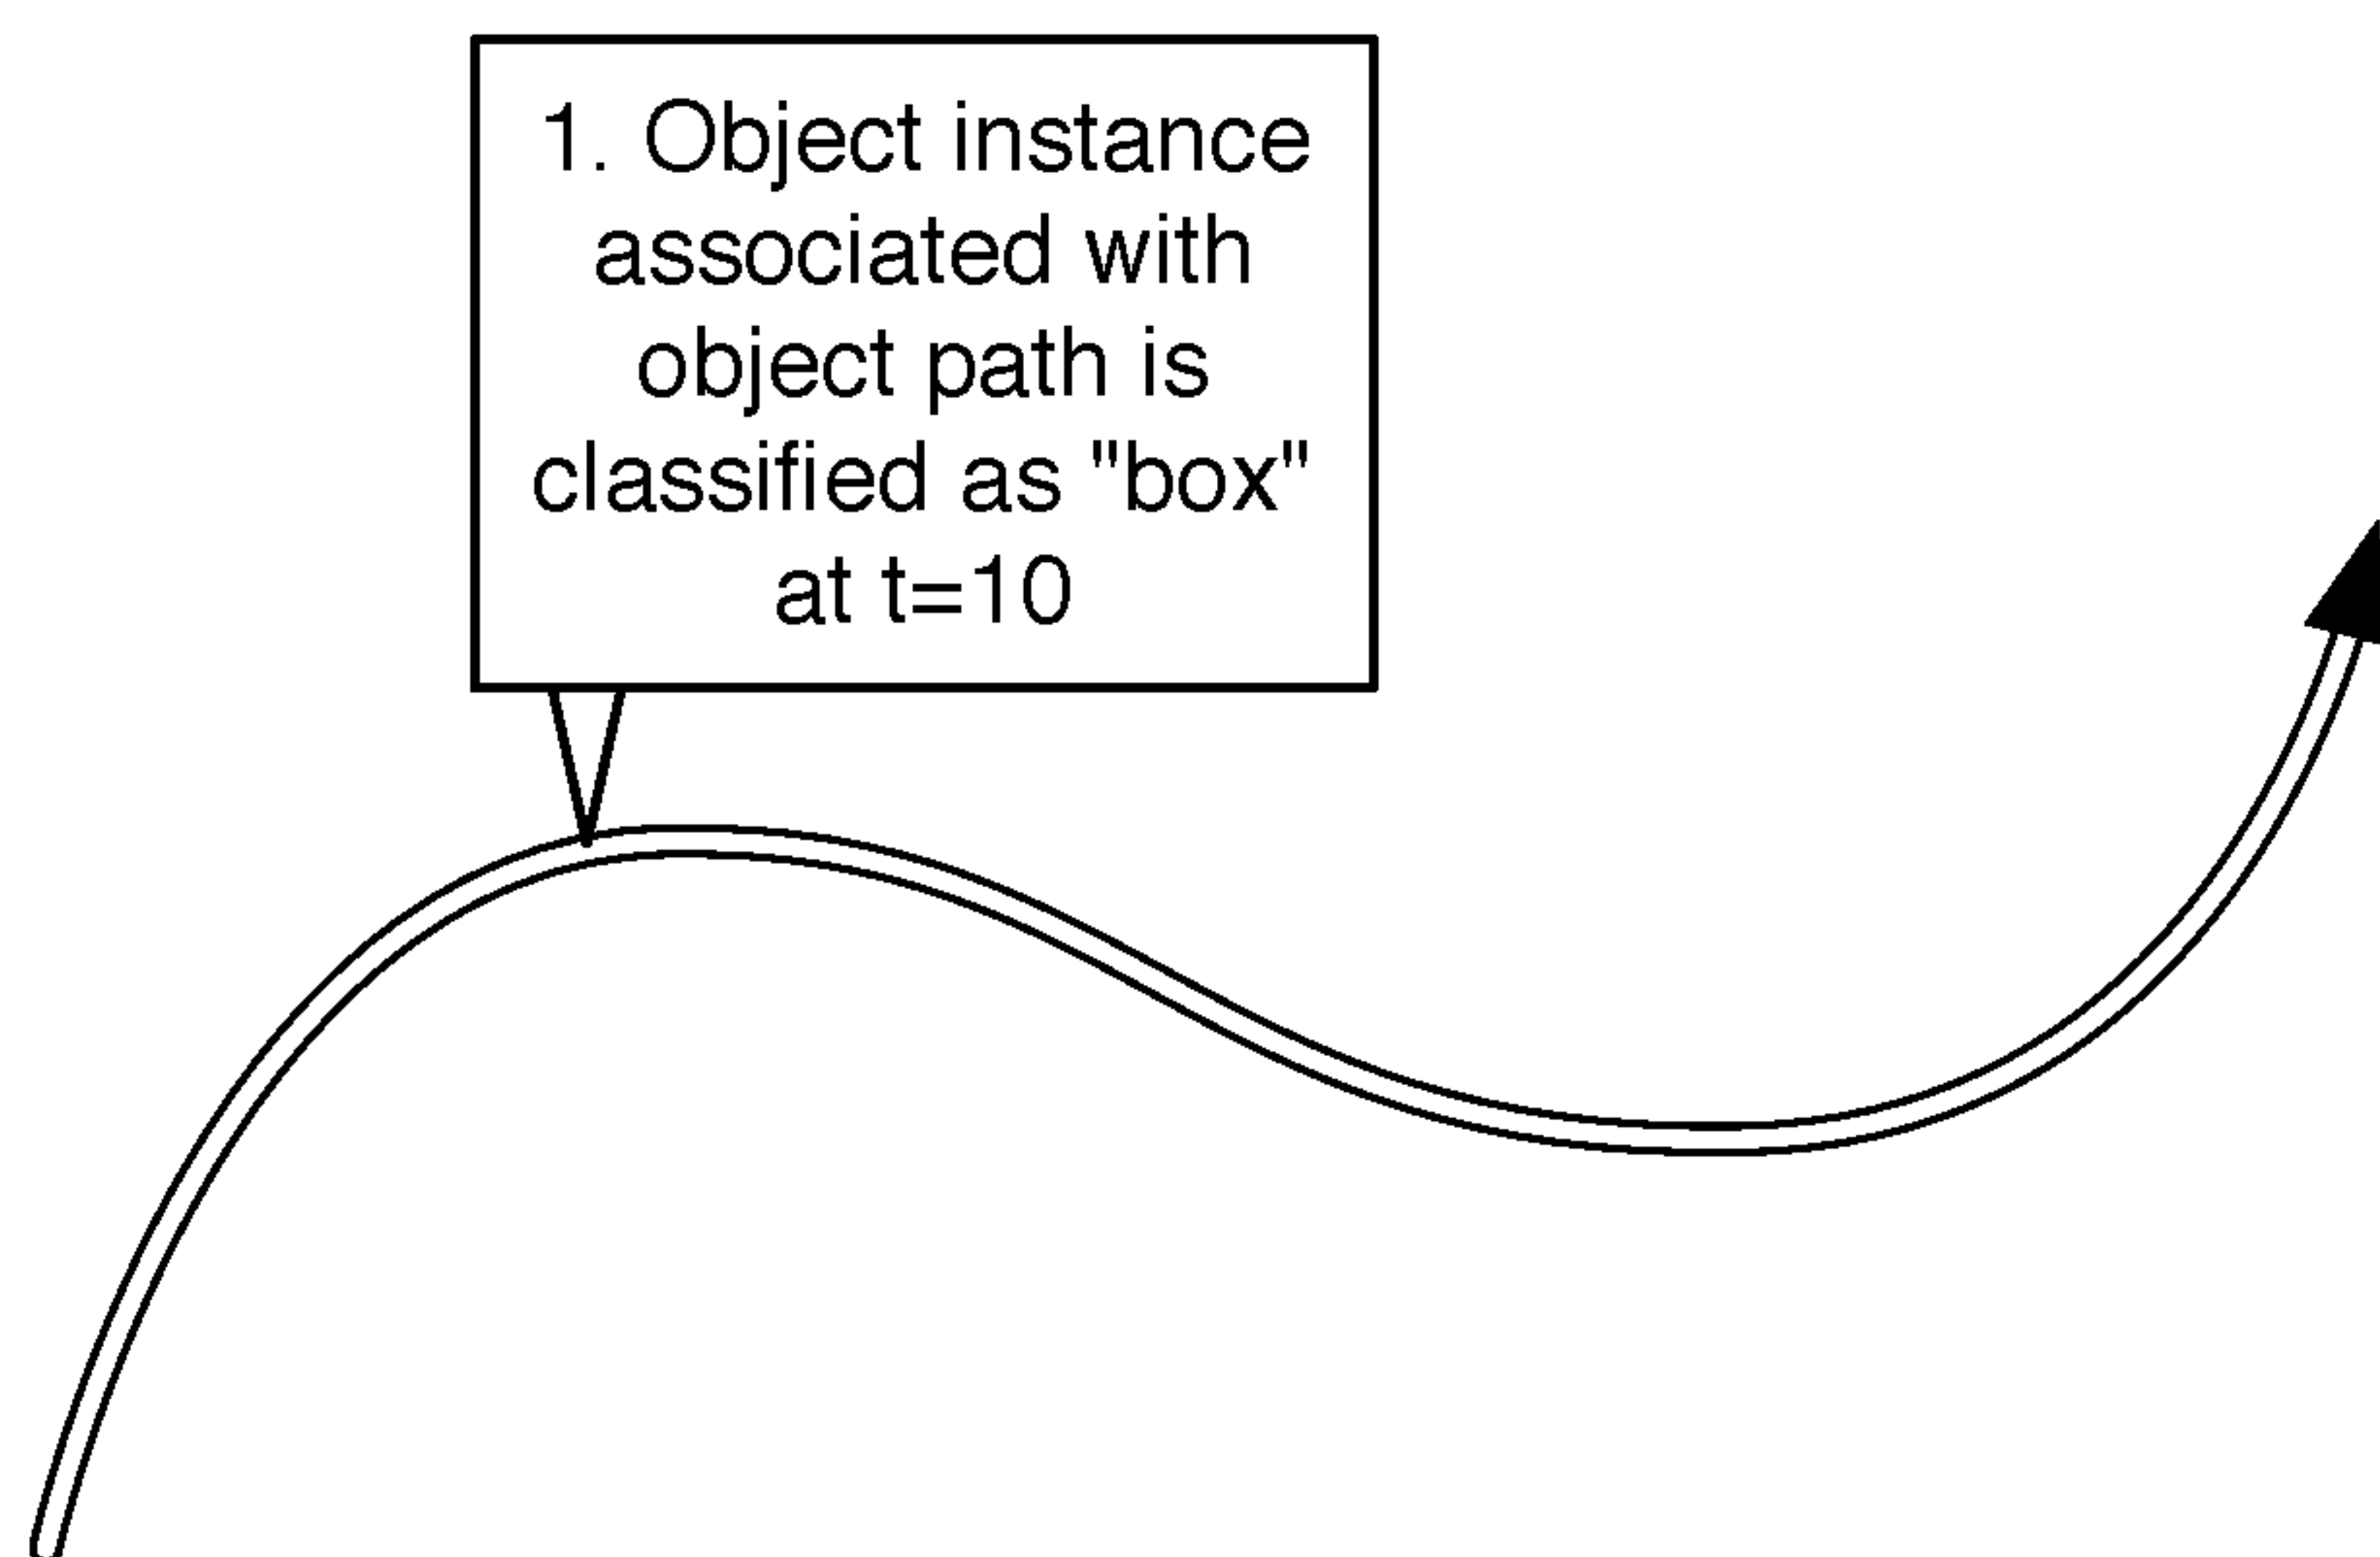 1. Object instance
associated with
object path is
classified as "box"
at t=10